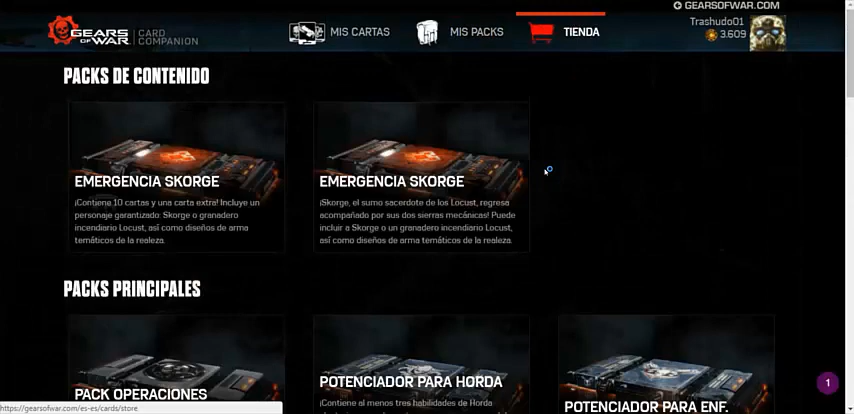 GEARSOFWAR.COM
GEARS OF WAR
CARD COMPANION
MIS CARTAS
MIS PACKS
TIENDA
Trashudo01
3.609
PACKS DE CONTENIDO
EMERGENCIA SKORGE
¡Contiene 10 cartas y una carta extra! Incluye un
personaje garantizado: Skorge o granadero
incendiario Locust, así como diseños de arma
temáticos de la realeza.
EMERGENCIA SKORGE
¡Skorge, el sumo sacerdote de los Locust, regresa
acompañado por sus dos sierras mecánicas! Puede
incluir a Skorge o un granadero incendiario Locust,
así como diseños de arma temáticos de la realeza.
PACKS PRINCIPALES
PACK OPERACIONES
POTENCIADOR PARA HORDA
¡Contiene al menos tres habilidades de Horda
POTENCIADOR PARA ENF.
1
https://gearsofwar.com/es-es/cards/store